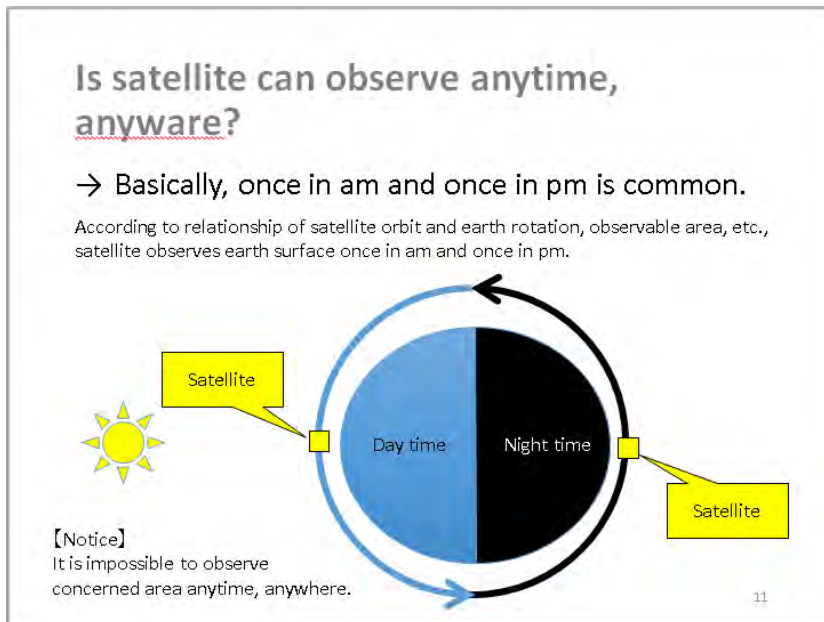 Is satellite can observe anytime,
anyware?
→ Basically, once in am and once in pm is common.
According to relationship of satellite orbit and earth rotation, observable area, etc.,
satellite observes earth surface once in am and once in pm.
Satellite
Day time
Night time
Satellite
【Notice】
It is impossible to observe
concerned area anytime, anywhere.
11